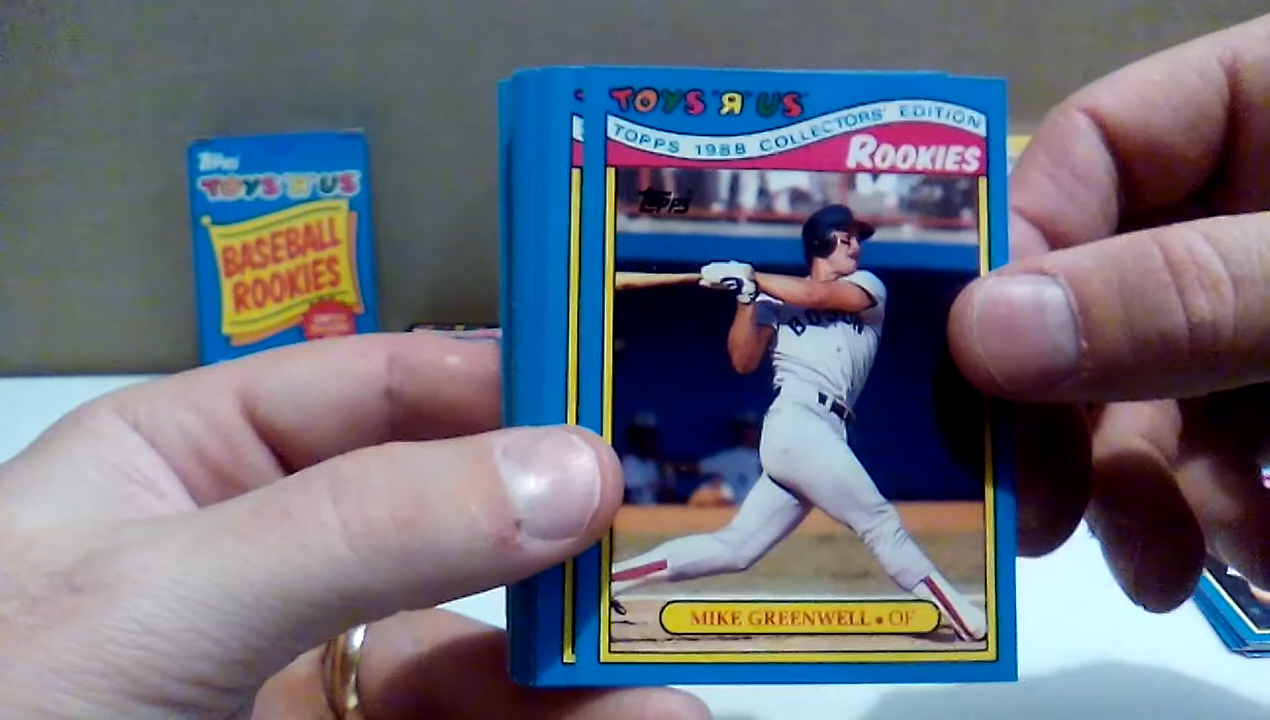 TOYS "R" US
TOPPS 1988 COLLECTORS' EDITION
ROOKIES
Topps
BOSTON
MIKE GREENWELL • OF
Topps
TOYS "R" US
BASEBALL
ROOKIES